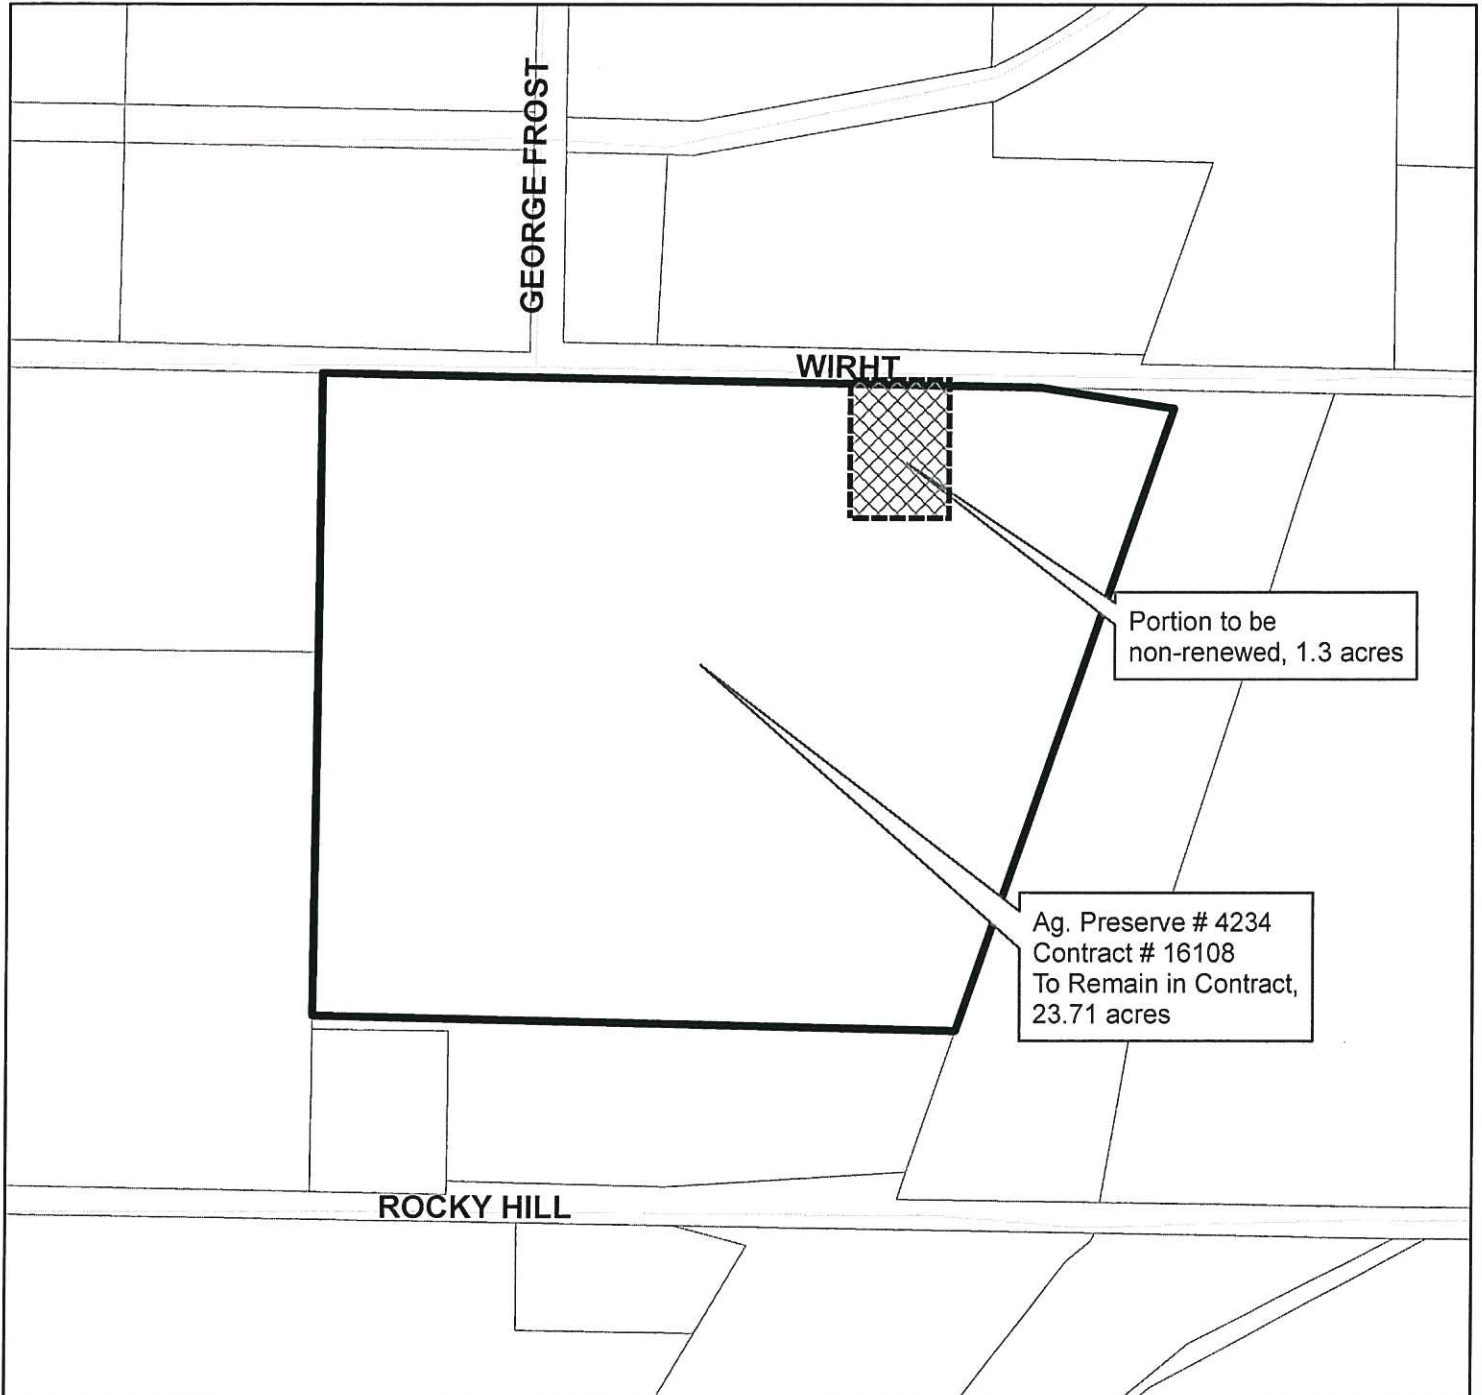 GEORGE FROST
WIRHT
Portion to be
non-renewed, 1.3 acres
Ag. Preserve # 4234
Contract # 16108
To Remain in Contract,
23.71 acres
ROCKY HILL